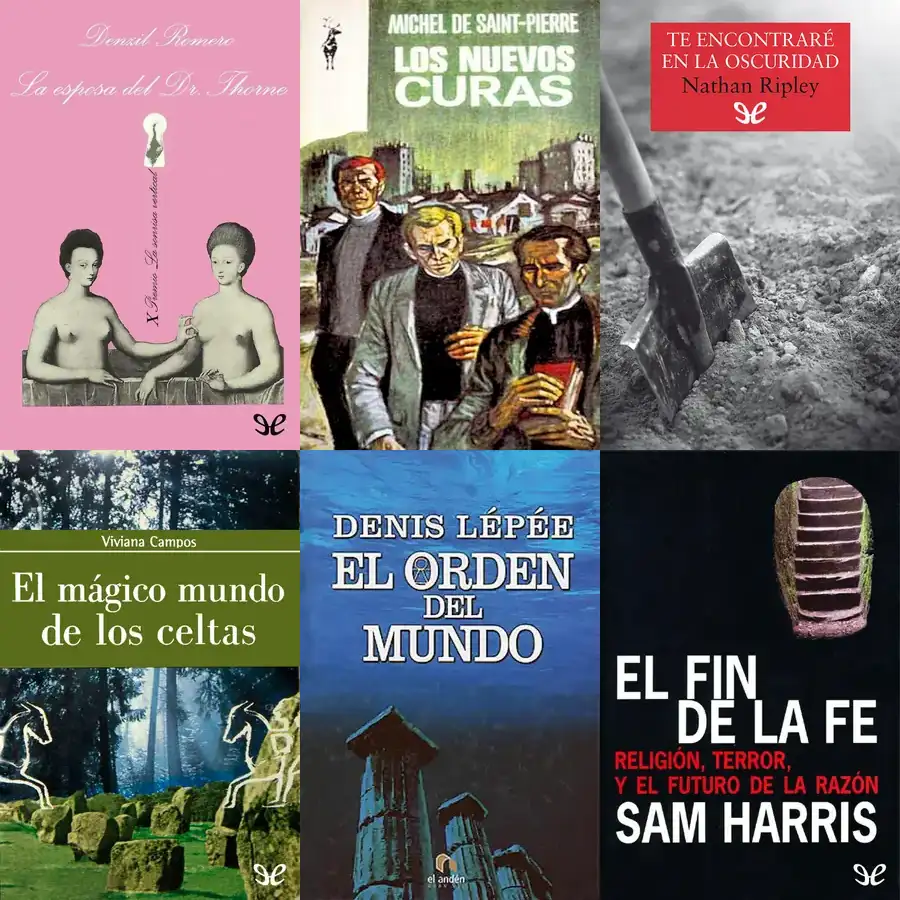 Denzil Romero
La esposa del Dr. Thorne
X Premio La sonrisa vertical
MICHEL DE SAINT-PIERRE
LOS NUEVOS
CURAS
TE ENCONTRARÉ
EN LA OSCURIDAD
Nathan Ripley
Viviana Campos
El mágico mundo
de los celtas
DENIS LÉPÉE
EL ORDEN
DEL
MUNDO
el andén
EL FIN
DE LA FE
RELIGIÓN, TERROR,
Y EL FUTURO DE LA RAZÓN
SAM HARRIS